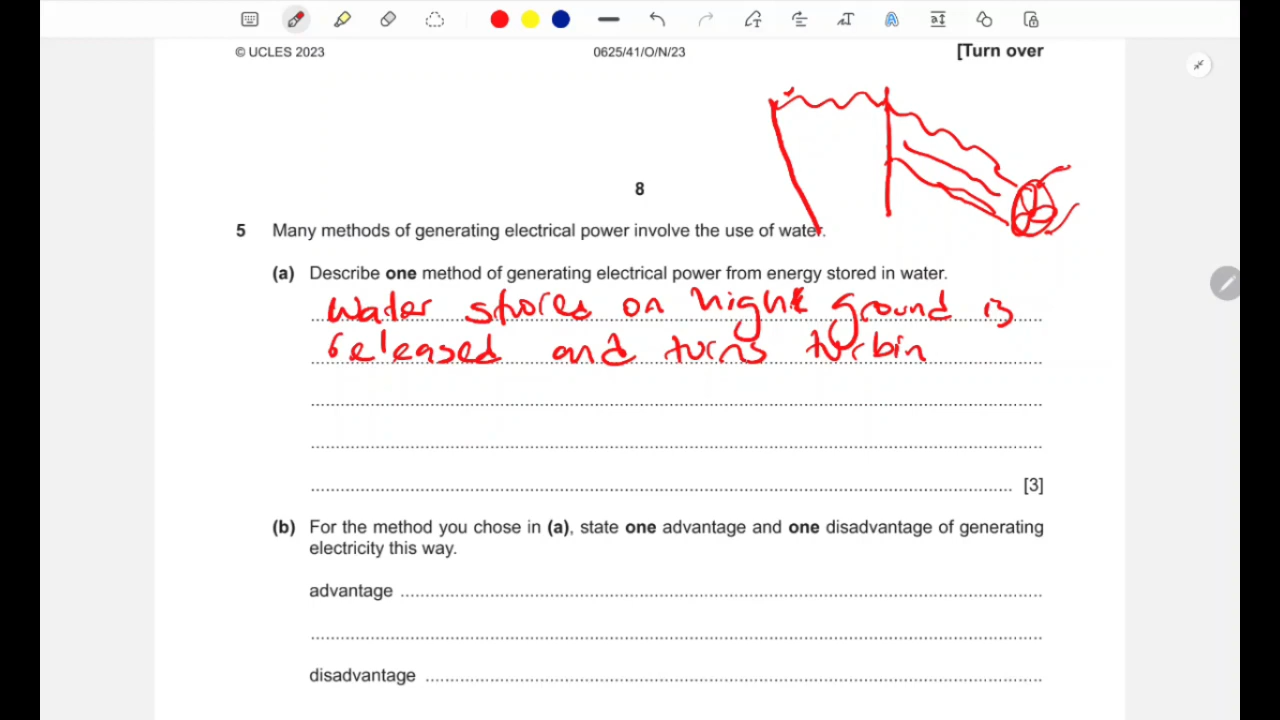 © UCLES 2023 0625/41/O/N/23 [Turn over
8
5 Many methods of generating electrical power involve the use of water.
(a) Describe one method of generating electrical power from energy stored in water.
Water stores on hight ground is
released and turns turbin
[3]
(b) For the method you chose in (a), state one advantage and one disadvantage of generating
electricity this way.
advantage
disadvantage